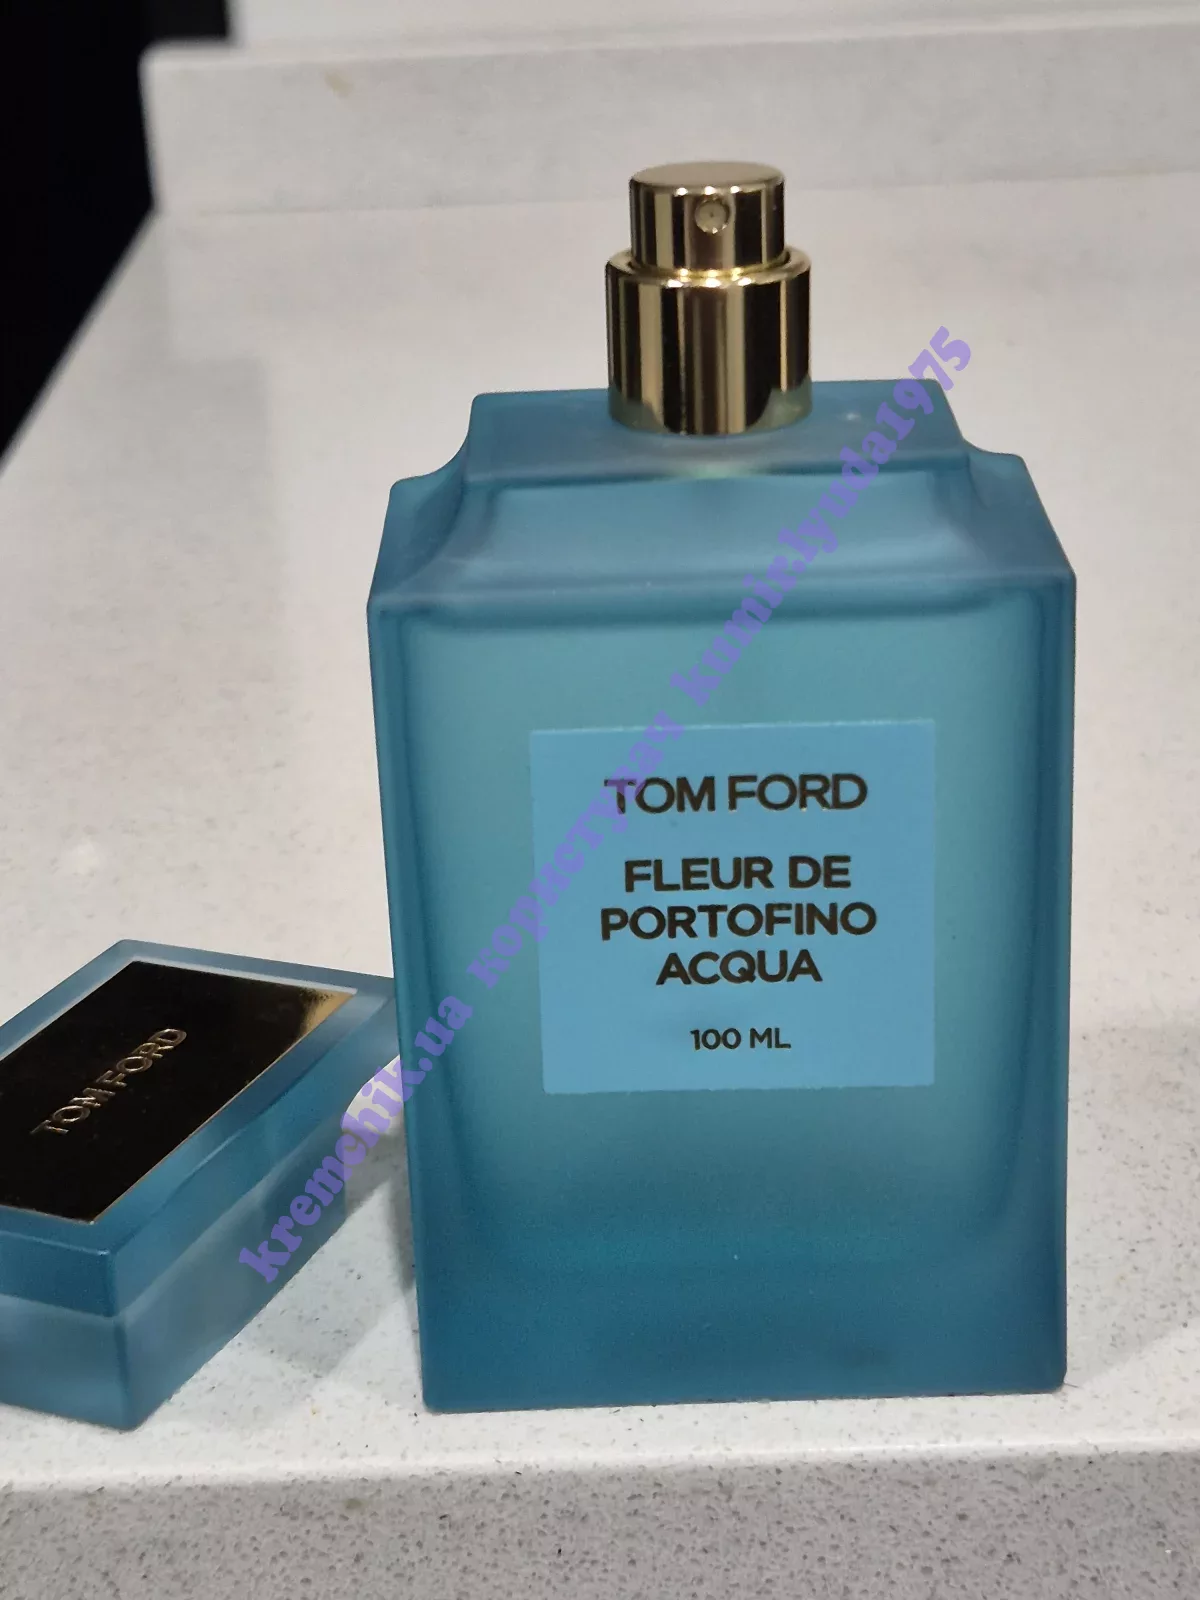 TOM FORD
FLEUR DE
PORTOFINO
ACQUA
100 ML
TOM FORD
kremchik.ua користувач kumir.lyuda1975